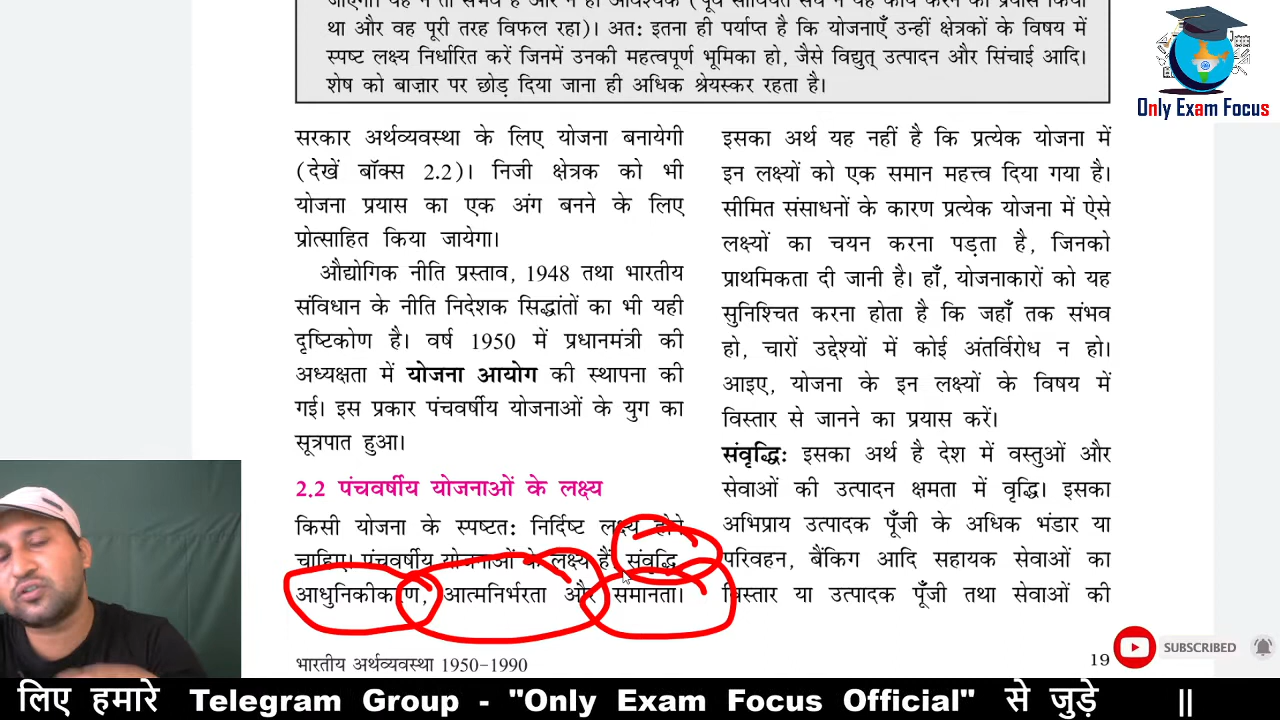 जाएगा। यह न तो संभव है और न ही आवश्यक (पूर्व सोवियत संघ ने यह कार्य करने का प्रयास किया
था और वह पूरी तरह विफल रहा)। अत: इतना ही पर्याप्त है कि योजनाएँ उन्हीं क्षेत्रकों के विषय में
स्पष्ट लक्ष्य निर्धारित करें जिनमें उनकी महत्वपूर्ण भूमिका हो, जैसे विद्युत् उत्पादन और सिंचाई आदि।
शेष को बाज़ार पर छोड़ दिया जाना ही अधिक श्रेयस्कर रहता है।
Only Exam Focus
सरकार अर्थव्यवस्था के लिए योजना बनायेगी
(देखें बॉक्स 2.2)। निजी क्षेत्रक को भी
योजना प्रयास का एक अंग बनने के लिए
प्रोत्साहित किया जायेगा।
औद्योगिक नीति प्रस्ताव, 1948 तथा भारतीय
संविधान के नीति निदेशक सिद्धांतों का भी यही
दृष्टिकोण है। वर्ष 1950 में प्रधानमंत्री की
अध्यक्षता में योजना आयोग की स्थापना की
गई। इस प्रकार पंचवर्षीय योजनाओं के युग का
सूत्रपात हुआ।
2.2 पंचवर्षीय योजनाओं के लक्ष्य
किसी योजना के स्पष्टत: निर्दिष्ट लक्ष्य होने
चाहिए। पंचवर्षीय योजनाओं के लक्ष्य हैं संवृद्धि,
आधुनिकीकरण, आत्मनिर्भरता और समानता।
इसका अर्थ यह नहीं है कि प्रत्येक योजना में
इन लक्ष्यों को एक समान महत्त्व दिया गया है।
सीमित संसाधनों के कारण प्रत्येक योजना में ऐसे
लक्ष्यों का चयन करना पड़ता है, जिनको
प्राथमिकता दी जानी है। हाँ, योजनाकारों को यह
सुनिश्चित करना होता है कि जहाँ तक संभव
हो, चारों उद्देश्यों में कोई अंतर्विरोध न हो।
आइए, योजना के इन लक्ष्यों के विषय में
विस्तार से जानने का प्रयास करें।
संवृद्धि: इसका अर्थ है देश में वस्तुओं और
सेवाओं की उत्पादन क्षमता में वृद्धि। इसका
अभिप्राय उत्पादक पूँजी के अधिक भंडार या
परिवहन, बैंकिग आदि सहायक सेवाओं का
विस्तार या उत्पादक पूँजी तथा सेवाओं की
भारतीय अर्थव्यवस्था 1950-1990
19
SUBSCRIBED
लिए हमारे Telegram Group - "Only Exam Focus Official" से जुड़े ||